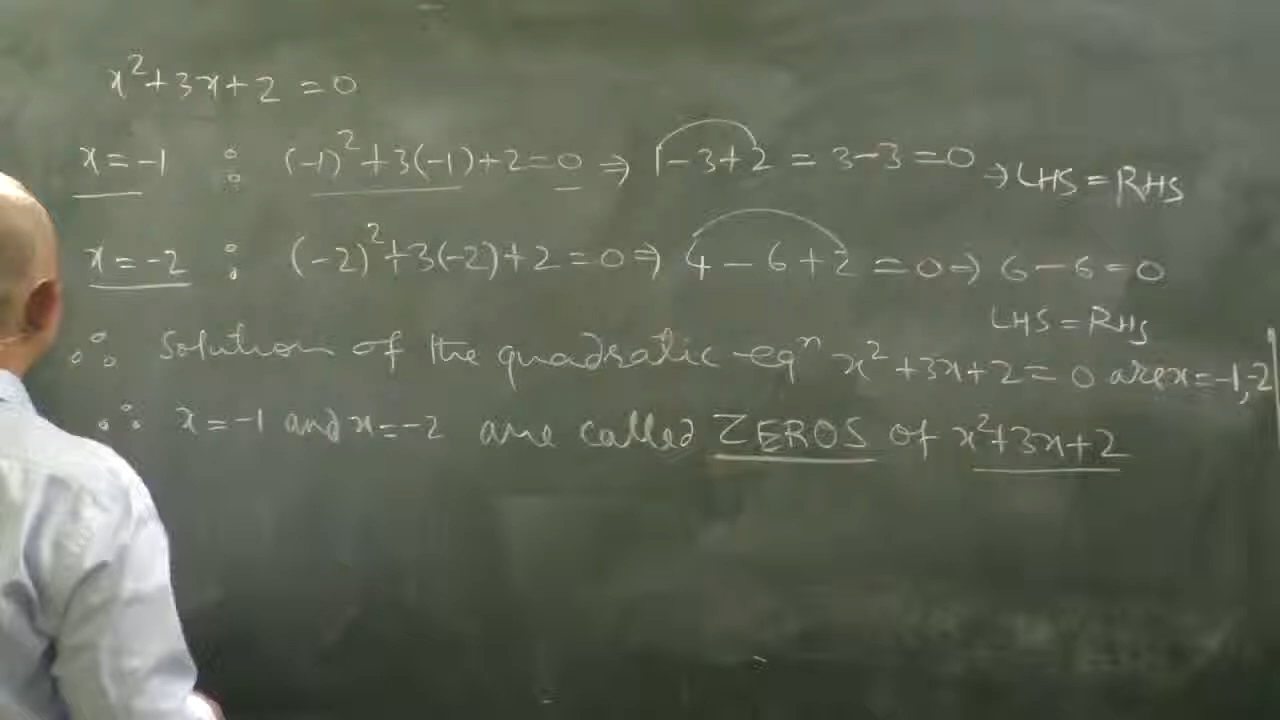 x²+3x+2 = 0
x=-1 : (-1)²+3(-1)+2=0 ⇒ 1-3+2 = 3-3=0 ⇒ LHS = RHS
x=-2 : (-2)²+3(-2)+2=0 ⇒ 4-6+2=0 ⇒ 6-6=0
LHS = RHS
∴ Solution of the quadratic eqⁿ x²+3x+2=0 are x=-1,-2
∴ x=-1 and x=-2 are called ZEROS of x²+3x+2